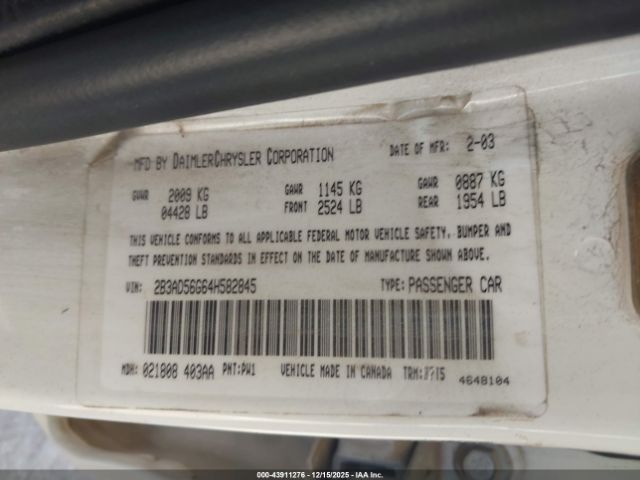 MFD BY DAIMLERCHRYSLER CORPORATION DATE OF MFR: 2-03
GVWR 2009 KG GAWR 1145 KG GAWR 0887 KG
04428 LB FRONT 2524 LB REAR 1954 LB
THIS VEHICLE CONFORMS TO ALL APPLICABLE FEDERAL MOTOR VEHICLE SAFETY, BUMPER AND
THEFT PREVENTION STANDARDS IN EFFECT ON THE DATE OF MANUFACTURE SHOWN ABOVE.
VIN: 2B3AD56G64H582845 TYPE: PASSENGER CAR
MDH: 021808 403AA PNT: PW1 VEHICLE MADE IN CANADA TRM:
4648104
000-43911276 - 12/15/2025 - IAA Inc.